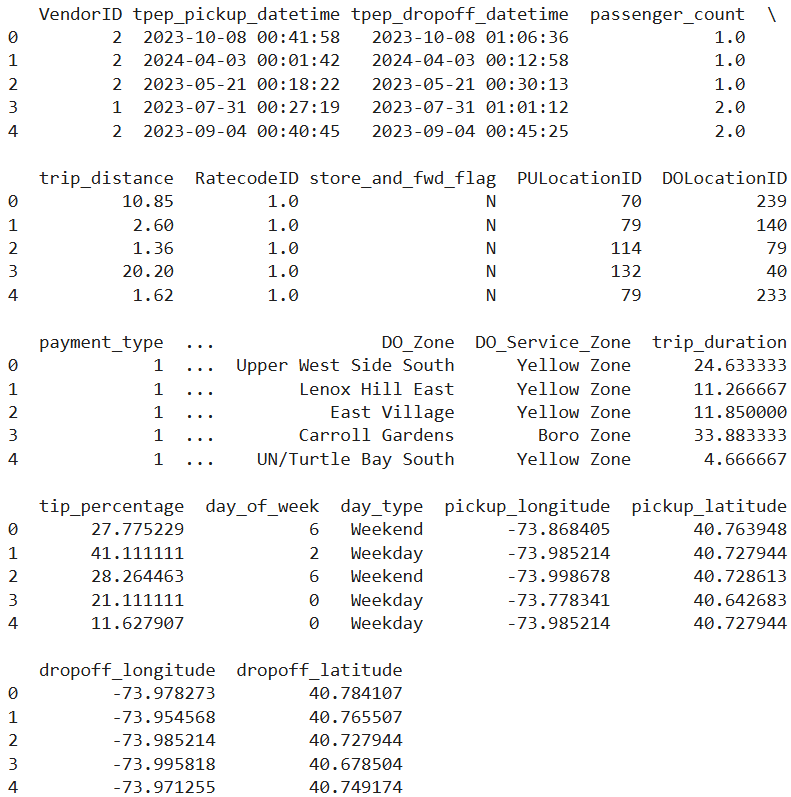 VendorID tpep_pickup_datetime tpep_dropoff_datetime passenger_count \
0 2 2023-10-08 00:41:58 2023-10-08 01:06:36 1.0
1 2 2024-04-03 00:01:42 2024-04-03 00:12:58 1.0
2 2 2023-05-21 00:18:22 2023-05-21 00:30:13 1.0
3 1 2023-07-31 00:27:19 2023-07-31 01:01:12 2.0
4 2 2023-09-04 00:40:45 2023-09-04 00:45:25 2.0
trip_distance RatecodeID store_and_fwd_flag PULocationID DOLocationID
0 10.85 1.0 N 70 239
1 2.60 1.0 N 79 140
2 1.36 1.0 N 114 79
3 20.20 1.0 N 132 40
4 1.62 1.0 N 79 233
payment_type ... DO_Zone DO_Service_Zone trip_duration
0 1 ... Upper West Side South Yellow Zone 24.633333
1 1 ... Lenox Hill East Yellow Zone 11.266667
2 1 ... East Village Yellow Zone 11.850000
3 1 ... Carroll Gardens Boro Zone 33.883333
4 1 ... UN/Turtle Bay South Yellow Zone 4.666667
tip_percentage day_of_week day_type pickup_longitude pickup_latitude
0 27.775229 6 Weekend -73.868405 40.763948
1 41.111111 2 Weekday -73.985214 40.727944
2 28.264463 6 Weekend -73.998678 40.728613
3 21.111111 0 Weekday -73.778341 40.642683
4 11.627907 0 Weekday -73.985214 40.727944
dropoff_longitude dropoff_latitude
0 -73.978273 40.784107
1 -73.954568 40.765507
2 -73.985214 40.727944
3 -73.995818 40.678504
4 -73.971255 40.749174